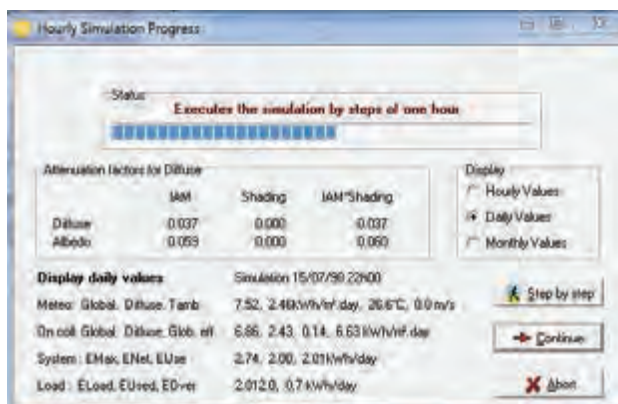 Hourly Simulation Progress
Status
Executes the simulation by steps of one hour
Attenuation factors for Diffuse
IAM Shading IAM*Shading
Diffuse 0.037 0.000 0.037
Albedo 0.059 0.000 0.060
Display
Hourly Values
Daily Values
Monthly Values
Display daily values Simulation 15/07/90 22h00
Meteo: Global, Diffuse, Tamb 7.52, 2.46kWh/m².day, 26.6°C, 0.0 m/s
On coll: Global, Diffuse, Glob. eff 6.86, 2.43, 0.14, 6.63 kWh/m².day
System : EMax, ENet, EUse 2.74, 2.00, 2.01kWh/day
Load : ELoad, EUsed, EOver 2.012.0, 0.7 kWh/day
Step by step
Continue
Abort